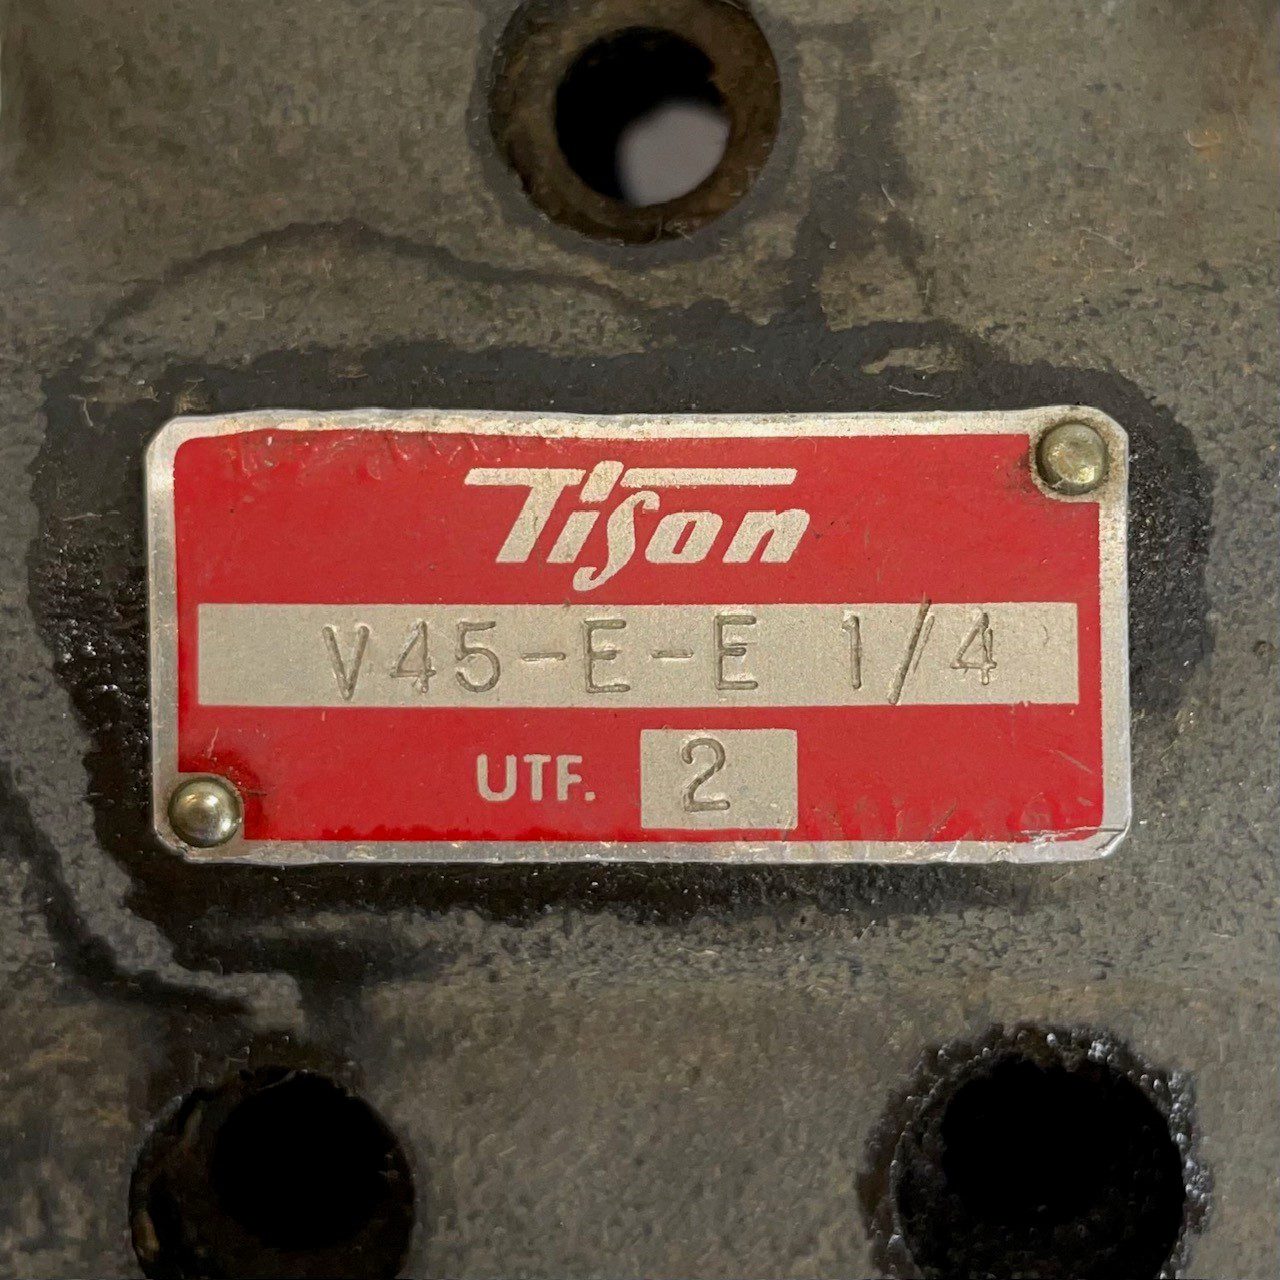 Tison
V45-E-E 1/4
UTF. 2